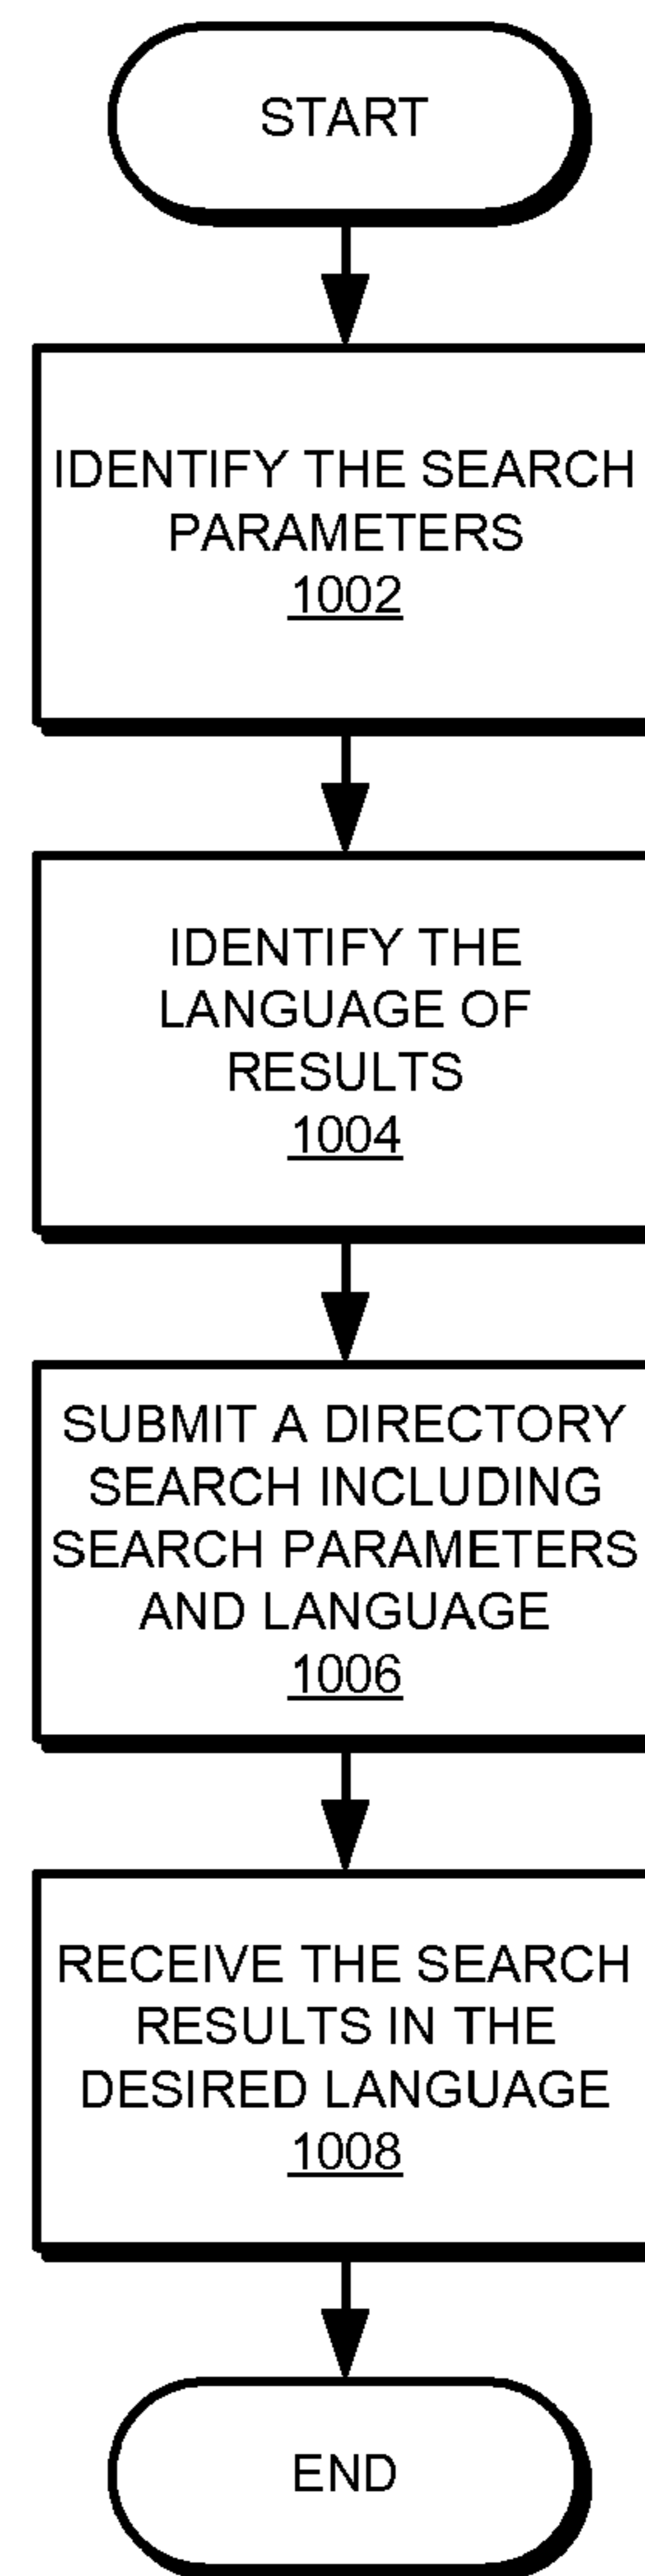 START
IDENTIFY THE SEARCH
PARAMETERS
1002
IDENTIFY THE
LANGUAGE OF
RESULTS
1004
SUBMIT A DIRECTORY
SEARCH INCLUDING
SEARCH PARAMETERS
AND LANGUAGE
1006
RECEIVE THE SEARCH
RESULTS IN THE
DESIRED LANGUAGE
1008
END